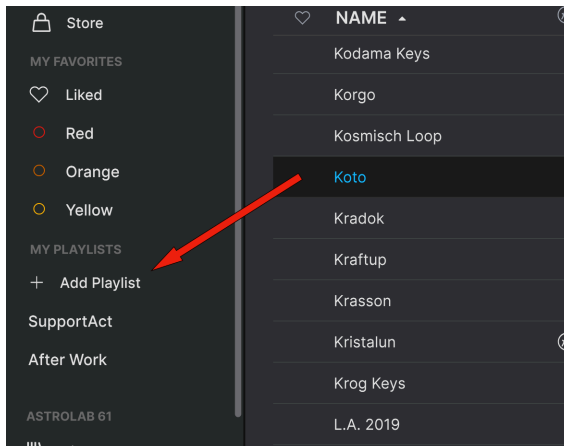 Store
MY FAVORITES
Liked
Red
Orange
Yellow
MY PLAYLISTS
Add Playlist
SupportAct
After Work
ASTROLAB 61
NAME
Kodama Keys
Korgo
Kosmisch Loop
Koto
Kradok
Kraftup
Krasson
Kristalun
Krog Keys
L.A. 2019